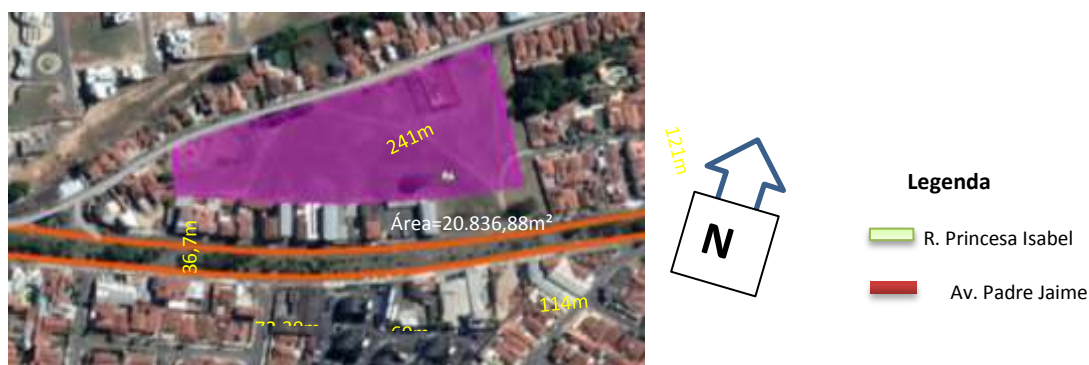 241m
121m
Legenda
N
Área=20.836,88m²
R. Princesa Isabel
36,7m
Av. Padre Jaime
114m